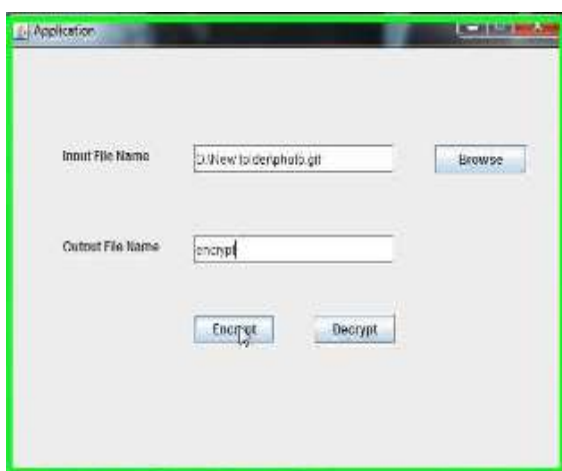 Application
Input File Name D:\New folder\photo.gif Browse
Output File Name encrypt
Encrypt Decrypt